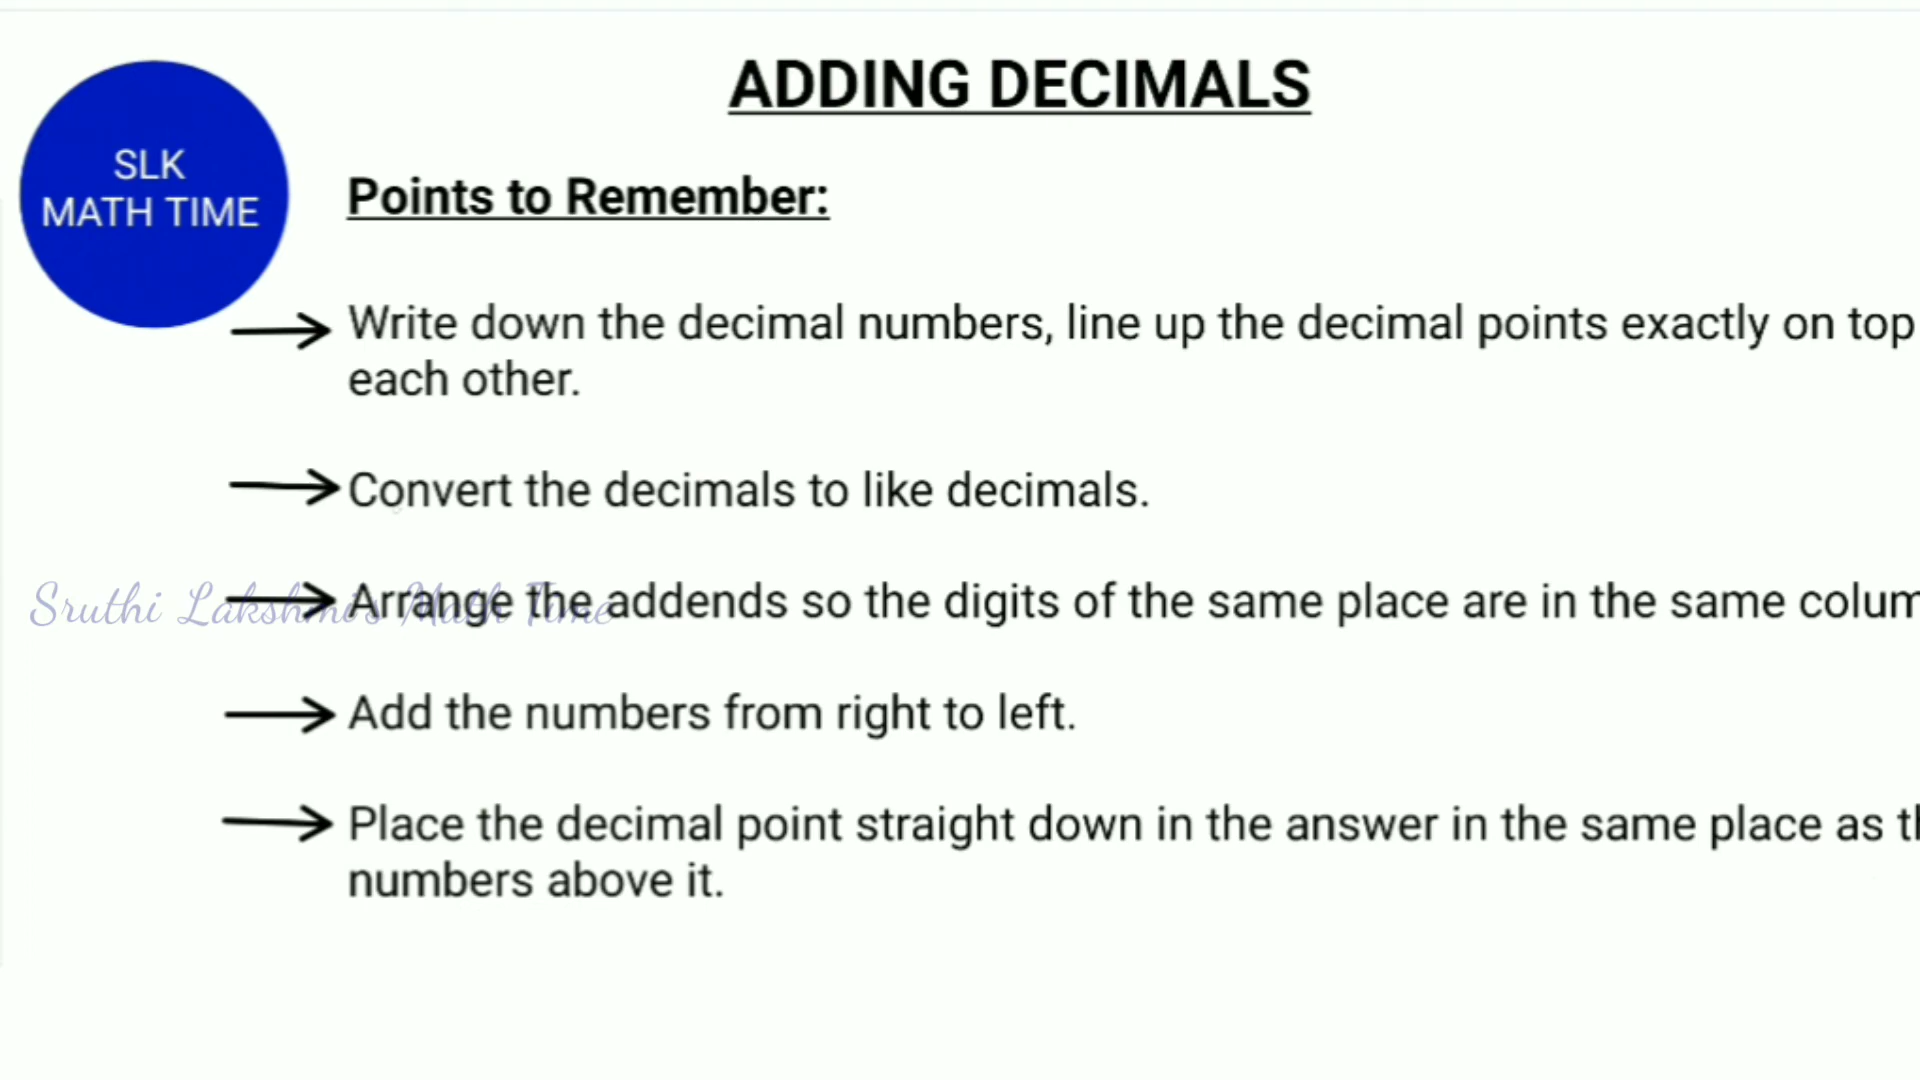 ADDING DECIMALS
SLK
MATH TIME
Points to Remember:
Write down the decimal numbers, line up the decimal points exactly on top
each other.
Convert the decimals to like decimals.
Sruthi Lakshmi's Math Time
Arrange the addends so the digits of the same place are in the same colum
Add the numbers from right to left.
Place the decimal point straight down in the answer in the same place as th
numbers above it.